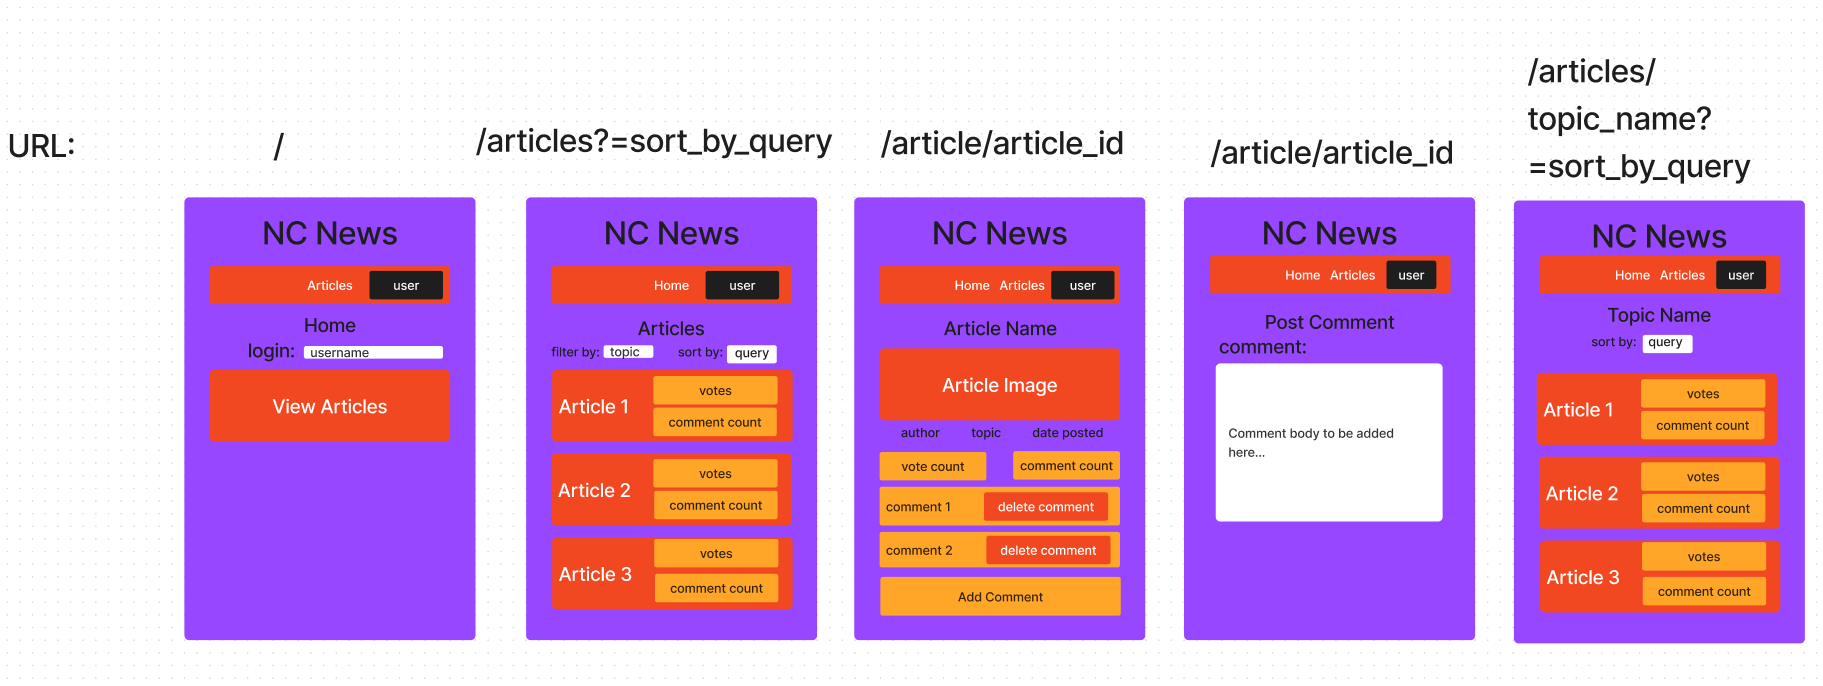 URL:
/
/articles?=sort_by_query
/article/article_id
/article/article_id
/articles/
topic_name?
=sort_by_query
NC News
Articles
user
Home
login:
username
View Articles
NC News
Home
user
Articles
filter by:
topic
sort by:
query
Article 1
votes
comment count
Article 2
votes
comment count
Article 3
votes
comment count
NC News
Home
Articles
user
Article Name
Article Image
author
topic
date posted
vote count
comment count
comment 1
delete comment
comment 2
delete comment
Add Comment
NC News
Home
Articles
user
Post Comment
comment:
Comment body to be added
here...
NC News
Home
Articles
user
Topic Name
sort by:
query
Article 1
votes
comment count
Article 2
votes
comment count
Article 3
votes
comment count